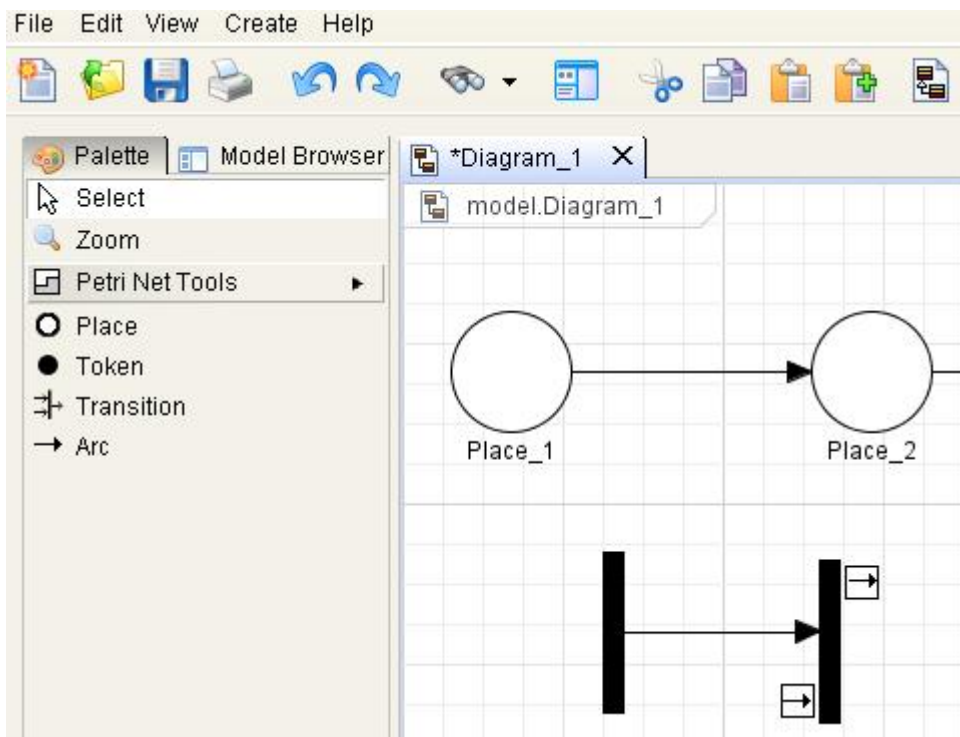 File Edit View Create Help
Palette Model Browser *Diagram_1 X
Select
model.Diagram_1
Zoom
Petri Net Tools
Place
Token
Transition
Arc
Place_1 Place_2